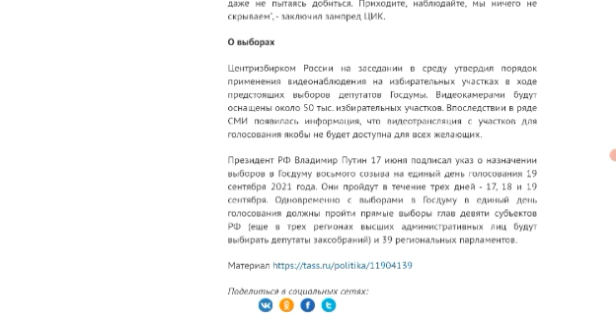 даже не пытаясь добиться. Приходите, наблюдайте, мы ничего не
скрываем", - заключил зампред ЦИК.
О выборах
Центризбирком России на заседании в среду утвердил порядок
применения видеонаблюдения на избирательных участках в ходе
предстоящих выборов депутатов Госдумы. Видеокамерами будут
оснащены около 50 тыс. избирательных участков. Впоследствии в ряде
СМИ появилась информация, что видеотрансляция с участков для
голосования якобы не будет доступна для всех желающих.
Президент РФ Владимир Путин 17 июня подписал указ о назначении
выборов в Госдуму восьмого созыва на единый день голосования 19
сентября 2021 года. Они пройдут в течение трех дней - 17, 18 и 19
сентября. Одновременно с выборами в Госдуму в единый день
голосования должны пройти прямые выборы глав девяти субъектов
РФ (еще в трех регионах высших административных лиц будут
выбирать депутаты заксобраний) и 39 региональных парламентов.
Материал https://tass.ru/politika/11904139
Поделиться в социальных сетях: